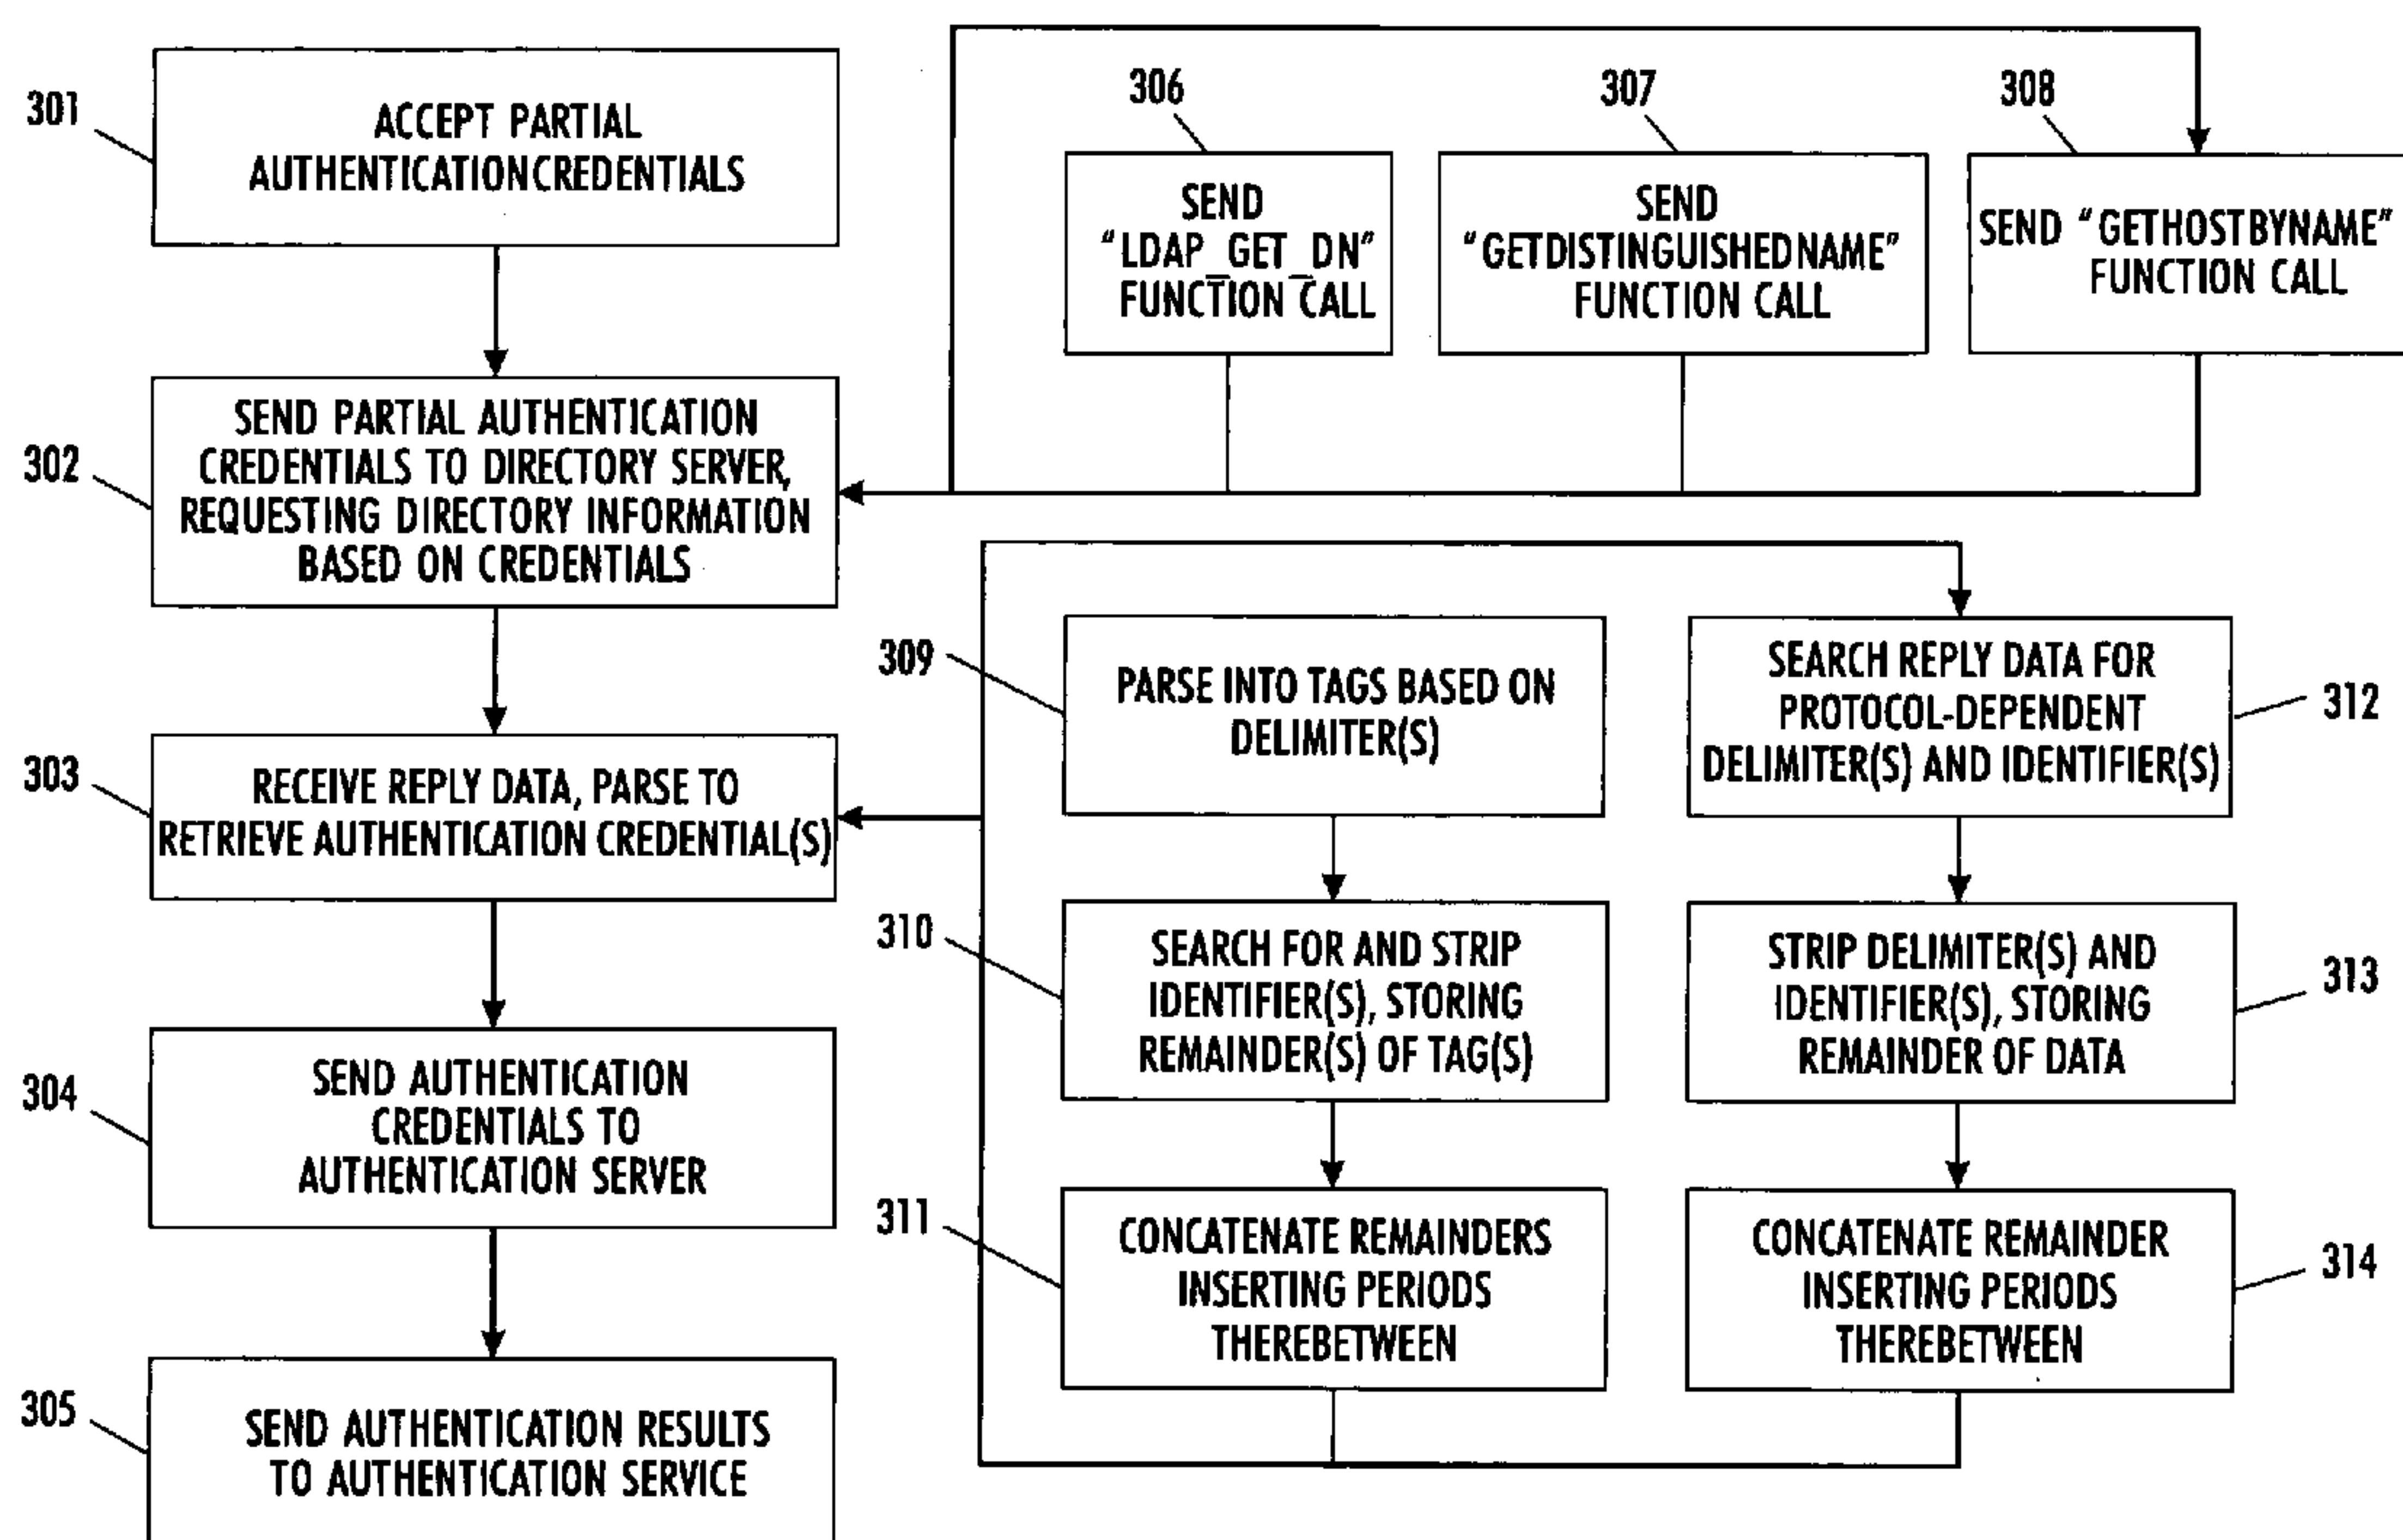 301
ACCEPT PARTIAL
AUTHENTICATION CREDENTIALS
302
SEND PARTIAL AUTHENTICATION
CREDENTIALS TO DIRECTORY SERVER,
REQUESTING DIRECTORY INFORMATION
BASED ON CREDENTIALS
303
RECEIVE REPLY DATA, PARSE TO
RETRIEVE AUTHENTICATION CREDENTIAL(S)
304
SEND AUTHENTICATION
CREDENTIALS TO
AUTHENTICATION SERVER
305
SEND AUTHENTICATION RESULTS
TO AUTHENTICATION SERVICE
306
SEND
"LDAP_GET_DN"
FUNCTION CALL
307
SEND
"GETDISTINGUISHEDNAME"
FUNCTION CALL
308
SEND "GETHOSTBYNAME"
FUNCTION CALL
309
PARSE INTO TAGS BASED ON
DELIMITER(S)
310
SEARCH FOR AND STRIP
IDENTIFIER(S), STORING
REMAINDER(S) OF TAG(S)
311
CONCATENATE REMAINDERS
INSERTING PERIODS
THEREBETWEEN
312
SEARCH REPLY DATA FOR
PROTOCOL-DEPENDENT
DELIMITER(S) AND IDENTIFIER(S)
313
STRIP DELIMITER(S) AND
IDENTIFIER(S), STORING
REMAINDER OF DATA
314
CONCATENATE REMAINDER
INSERTING PERIODS
THEREBETWEEN